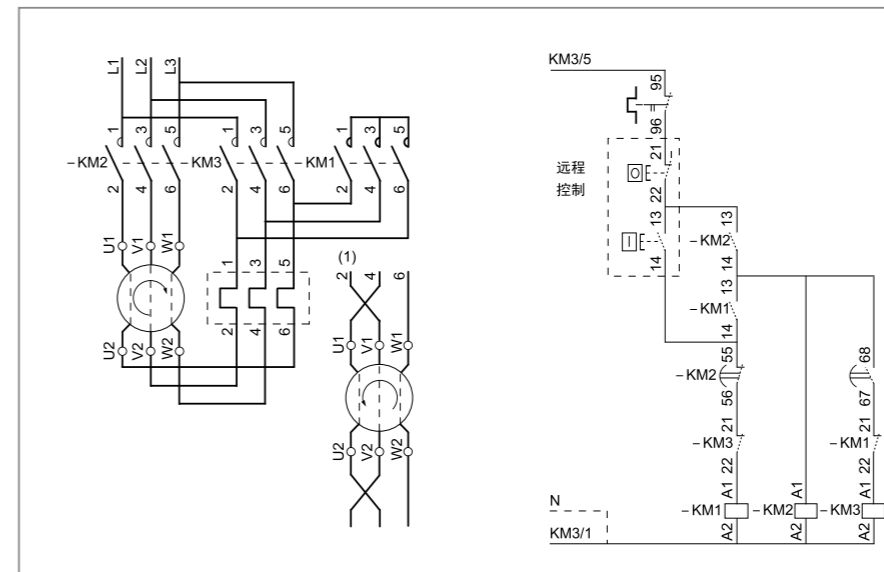 L1 L2 L3
1 3 5 1 3 5 1 3 5
–KM2 –KM3 –KM1
2 4 6 2 4 6 2 4 6
U1 V1 W1
1 3 5
2 4 6
U2 V2 W2
(1)
2 4 6
U1 V1 W1
U2 V2 W2
KM3/5
95
96
远程
控制
21
O
22
13
I
14
13
–KM2
14
13
–KM1
14
55
–KM2
56
68
67
21
–KM3
22
21
–KM1
22
N
A1 A1 A1
–KM1 –KM2 –KM3
A2 A2 A2
KM3/1